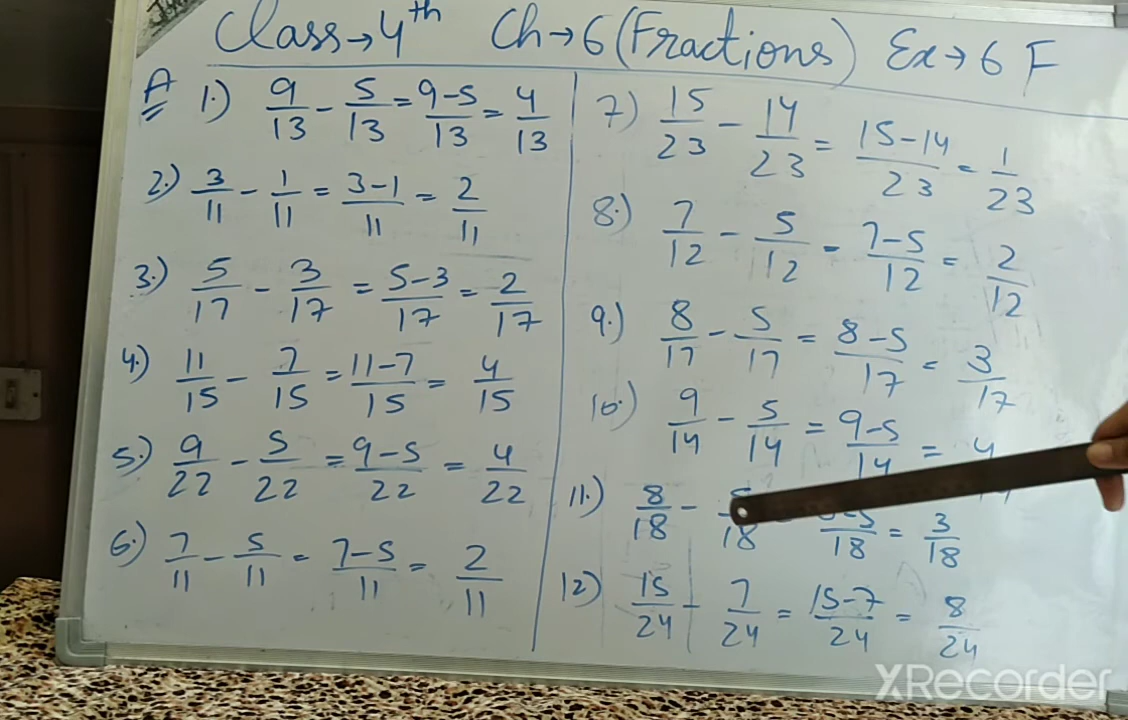 Class→4th Ch→6 (Fractions) Ex→6 F
A 1.) 9/13 - 5/13 = 9-5/13 = 4/13
2.) 3/11 - 1/11 = 3-1/11 = 2/11
3.) 5/17 - 3/17 = 5-3/17 = 2/17
4.) 11/15 - 7/15 = 11-7/15 = 4/15
5.) 9/22 - 5/22 = 9-5/22 = 4/22
6.) 7/11 - 5/11 = 7-5/11 = 2/11
7) 15/23 - 14/23 = 15-14/23 = 1/23
8.) 7/12 - 5/12 = 7-5/12 = 2/12
9.) 8/17 - 5/17 = 8-5/17 = 3/17
10.) 9/14 - 5/14 = 9-5/14 = 4
11.) 8/18 - /18 = -5/18 = 3/18
12) 15/24 - 7/24 = 15-7/24 = 8/24
XRecorder